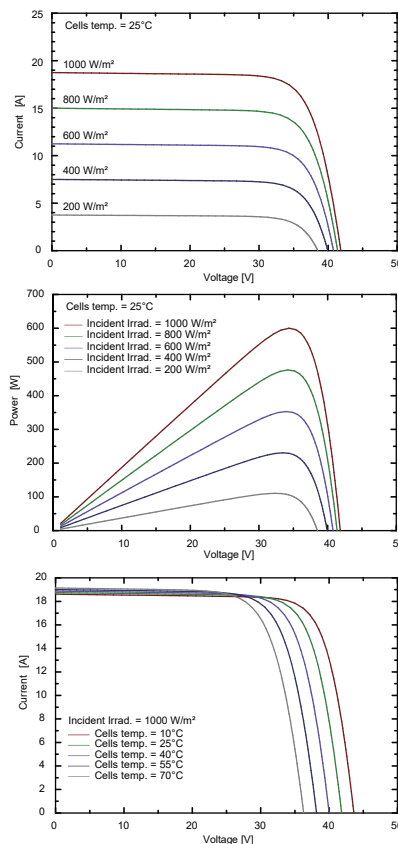 25
Cells temp. = 25°C
20
1000 W/m²
15
800 W/m²
Current [A]
600 W/m²
10
400 W/m²
5
200 W/m²
0
0 10 20 30 40 50
Voltage [V]
700
Cells temp. = 25°C
600
Incident Irrad. = 1000 W/m²
Incident Irrad. = 800 W/m²
500
Incident Irrad. = 600 W/m²
Incident Irrad. = 400 W/m²
400
Incident Irrad. = 200 W/m²
Power [W]
300
200
100
0
0 10 20 30 40 50
Voltage [V]
20
18
16
14
12
Current [A]
10
8
Incident Irrad. = 1000 W/m²
6
Cells temp. = 10°C
Cells temp. = 25°C
4
Cells temp. = 40°C
Cells temp. = 55°C
2
Cells temp. = 70°C
0
0 10 20 30 40 50
Voltage [V]